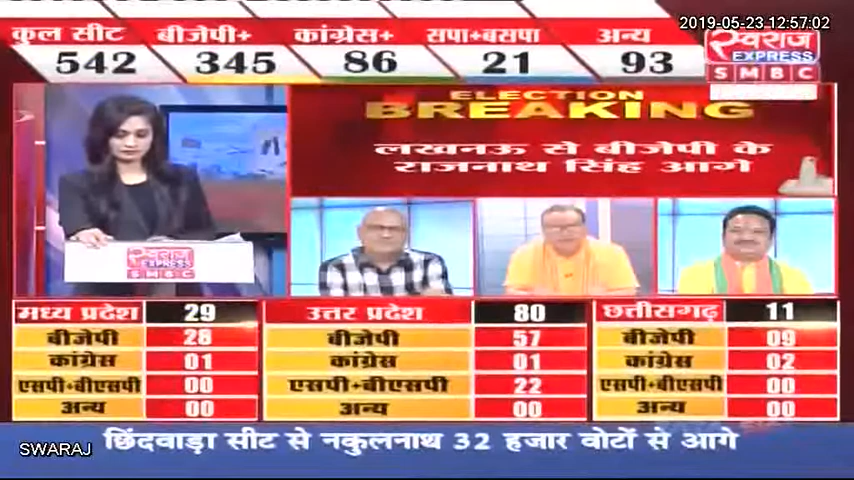 2019-05-23 12:57:02
कुल सीट बीजेपी+ कांग्रेस+ सपा+बसपा अन्य
542 345 86 21 93
स्वराज
EXPRESS
SMBC
ELECTION
BREAKING
लखनऊ से बीजेपी के
राजनाथ सिंह आगे
स्वराज
EXPRESS
SMBC
मध्य प्रदेश 29
बीजेपी 28
कांग्रेस 01
एसपी+बीएसपी 00
अन्य 00
उत्तर प्रदेश 80
बीजेपी 57
कांग्रेस 01
एसपी+बीएसपी 22
अन्य 00
छत्तीसगढ़ 11
बीजेपी 09
कांग्रेस 02
एसपी+बीएसपी 00
अन्य 00
छिंदवाड़ा सीट से नकुलनाथ 32 हज़ार वोटों से आगे
SWARAJ